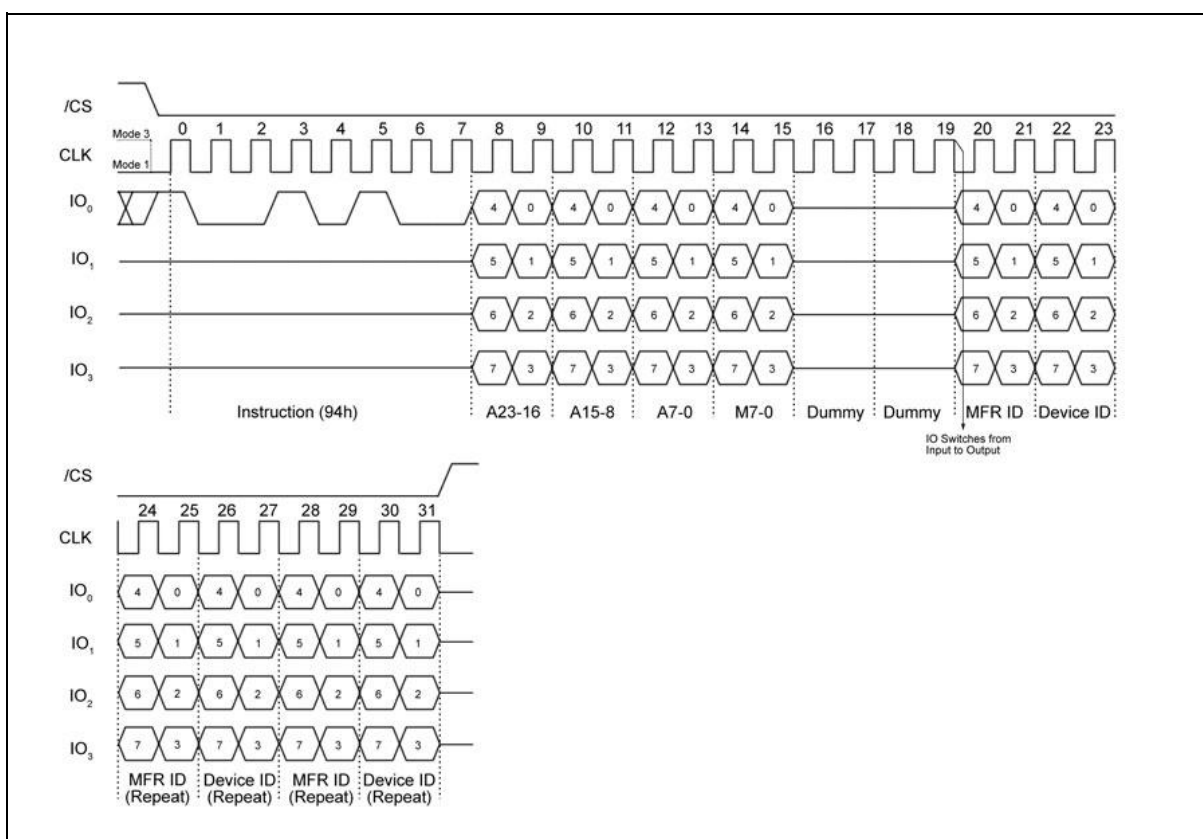 /CS
Mode 3
0 1 2 3 4 5 6 7 8 9 10 11 12 13 14 15 16 17 18 19 20 21 22 23
CLK
Mode 1
IO0 4 0 4 0 4 0 4 0 4 0 4 0
IO1 5 1 5 1 5 1 5 1 5 1 5 1
IO2 6 2 6 2 6 2 6 2 6 2 6 2
IO3 7 3 7 3 7 3 7 3 7 3 7 3
Instruction (94h) A23-16 A15-8 A7-0 M7-0 Dummy Dummy MFR ID Device ID
IO Switches from
Input to Output
/CS
24 25 26 27 28 29 30 31
CLK
IO0 4 0 4 0 4 0 4 0
IO1 5 1 5 1 5 1 5 1
IO2 6 2 6 2 6 2 6 2
IO3 7 3 7 3 7 3 7 3
MFR ID Device ID MFR ID Device ID
(Repeat) (Repeat) (Repeat) (Repeat)